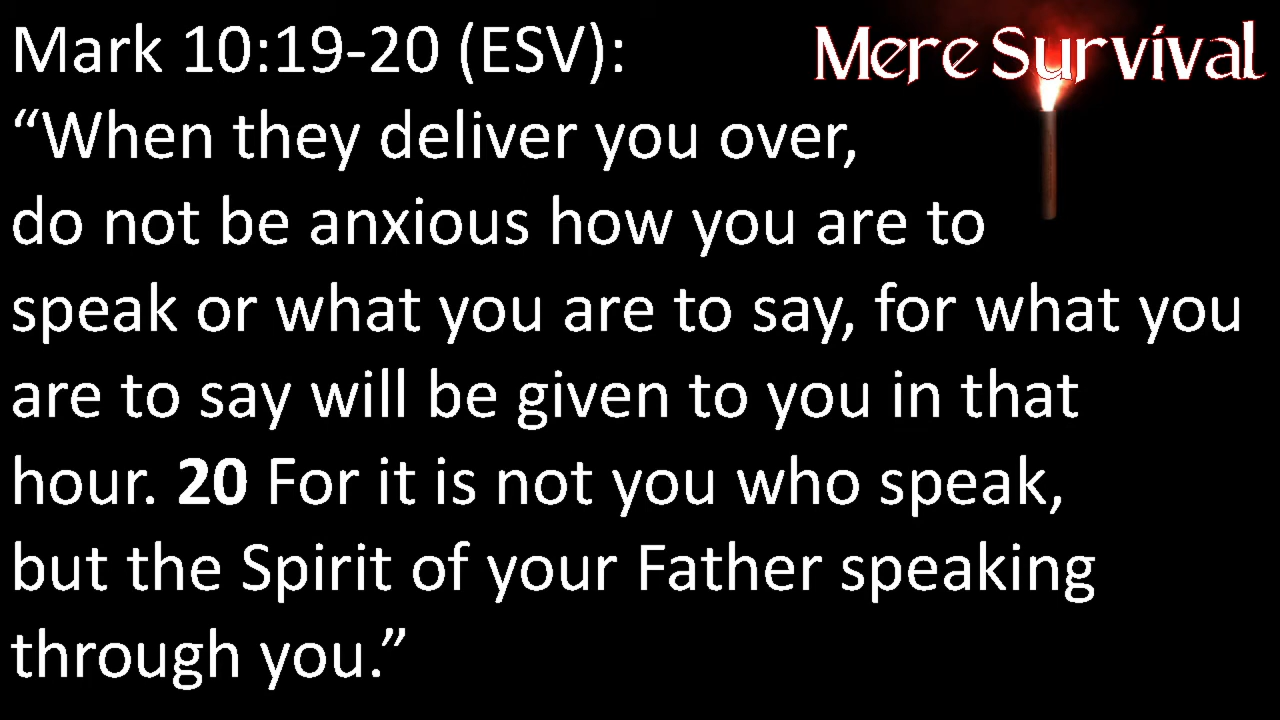 Mark 10:19-20 (ESV):
Mere Survival
“When they deliver you over,
do not be anxious how you are to
speak or what you are to say, for what you
are to say will be given to you in that
hour. 20 For it is not you who speak,
but the Spirit of your Father speaking
through you.”